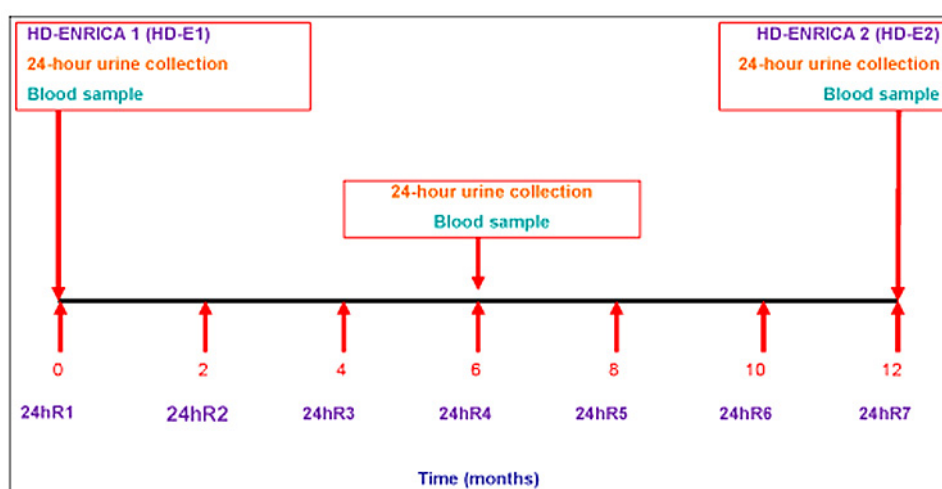 HD-ENRICA 1 (HD-E1)
24-hour urine collection
Blood sample
HD-ENRICA 2 (HD-E2)
24-hour urine collection
Blood sample
24-hour urine collection
Blood sample
0 2 4 6 8 10 12
24hR1 24hR2 24hR3 24hR4 24hR5 24hR6 24hR7
Time (months)